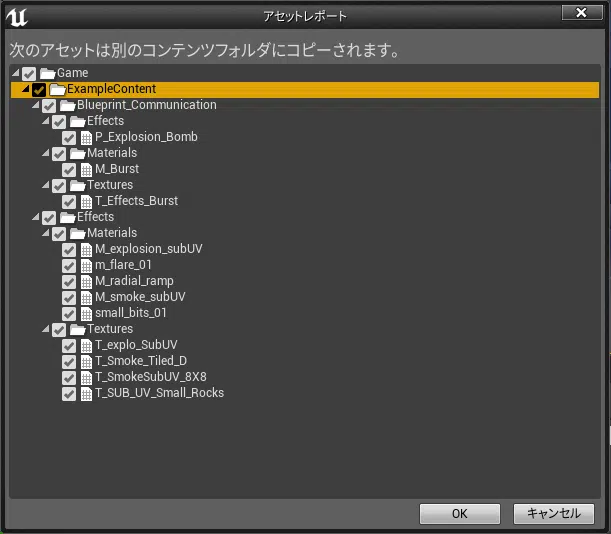 アセットレポート
次のアセットは別のコンテンツフォルダにコピーされます。
Game
ExampleContent
Blueprint_Communication
Effects
P_Explosion_Bomb
Materials
M_Burst
Textures
T_Effects_Burst
Effects
Materials
M_explosion_subUV
m_flare_01
M_radial_ramp
M_smoke_subUV
small_bits_01
Textures
T_explo_SubUV
T_Smoke_Tiled_D
T_SmokeSubUV_8X8
T_SUB_UV_Small_Rocks
OK キャンセル